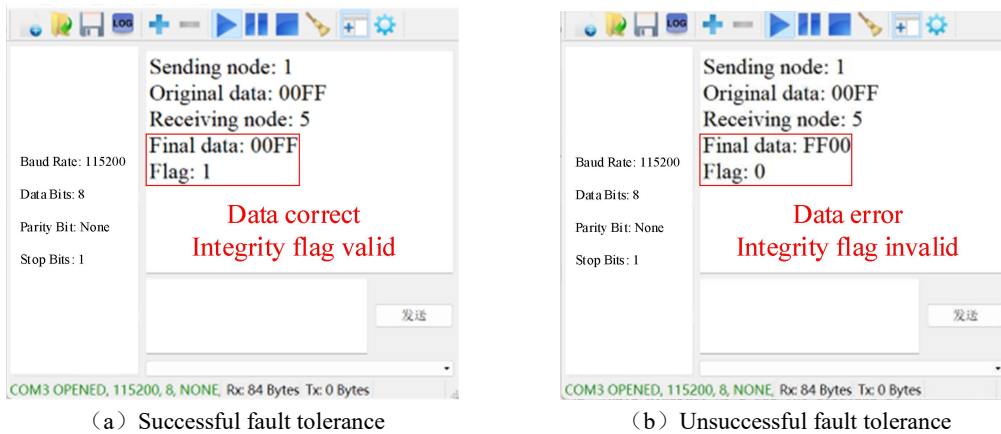 LOG
Sending node: 1
Original data: 00FF
Receiving node: 5
Final data: 00FF
Flag: 1
Baud Rate: 115200
Data Bits: 8
Parity Bit: None
Stop Bits: 1
Data correct
Integrity flag valid
发送
COM3 OPENED, 115200, 8, NONE, Rx: 84 Bytes Tx: 0 Bytes
(a) Successful fault tolerance
LOG
Sending node: 1
Original data: 00FF
Receiving node: 5
Final data: FF00
Flag: 0
Baud Rate: 115200
Data Bits: 8
Parity Bit: None
Stop Bits: 1
Data error
Integrity flag invalid
发送
COM3 OPENED, 115200, 8, NONE, Rx: 84 Bytes Tx: 0 Bytes
(b) Unsuccessful fault tolerance